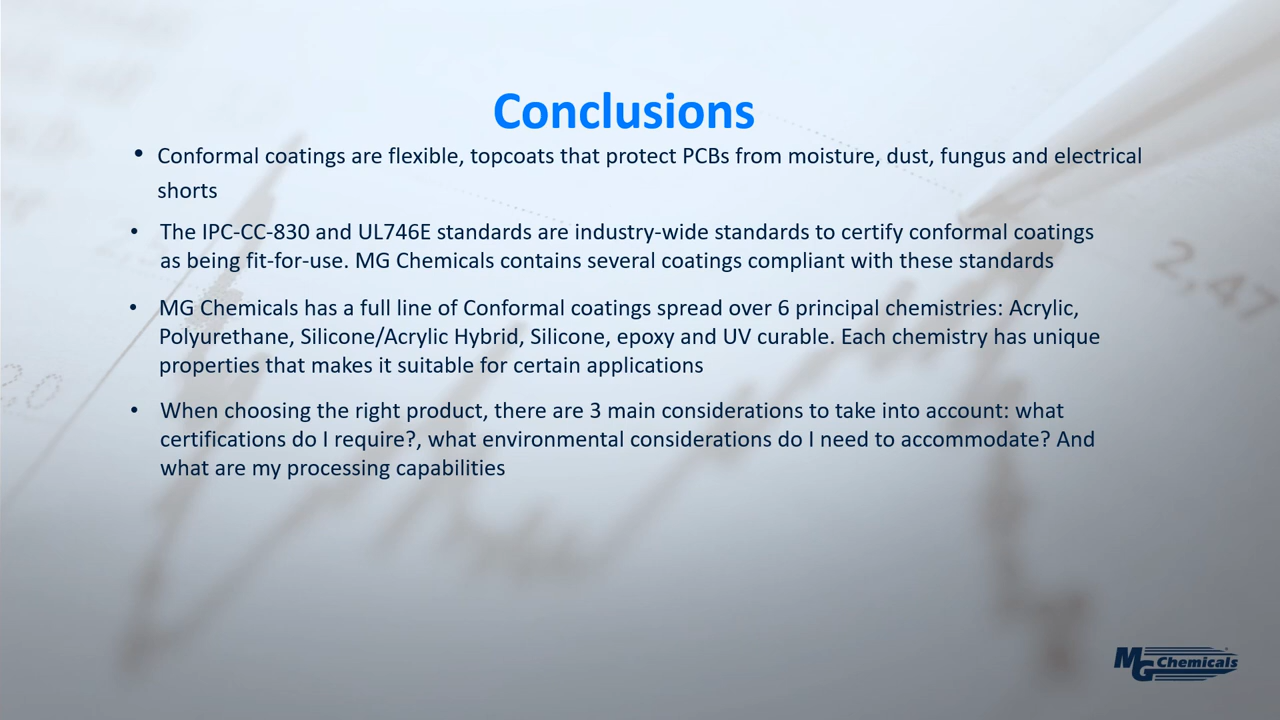 Conclusions
• Conformal coatings are flexible, topcoats that protect PCBs from moisture, dust, fungus and electrical
shorts
• The IPC-CC-830 and UL746E standards are industry-wide standards to certify conformal coatings
as being fit-for-use. MG Chemicals contains several coatings compliant with these standards
• MG Chemicals has a full line of Conformal coatings spread over 6 principal chemistries: Acrylic,
Polyurethane, Silicone/Acrylic Hybrid, Silicone, epoxy and UV curable. Each chemistry has unique
properties that makes it suitable for certain applications
• When choosing the right product, there are 3 main considerations to take into account: what
certifications do I require?, what environmental considerations do I need to accommodate? And
what are my processing capabilities
2,47
MG Chemicals